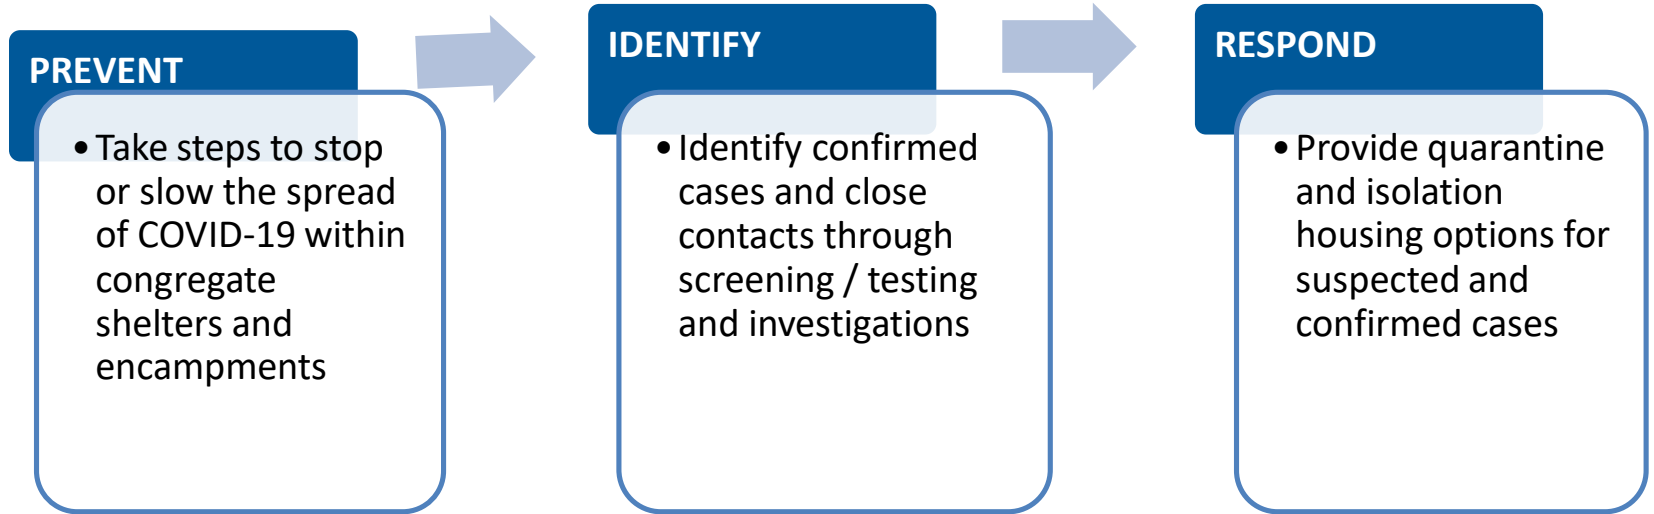 PREVENT
• Take steps to stop
or slow the spread
of COVID-19 within
congregate
shelters and
encampments
IDENTIFY
• Identify confirmed
cases and close
contacts through
screening / testing
and investigations
RESPOND
• Provide quarantine
and isolation
housing options for
suspected and
confirmed cases